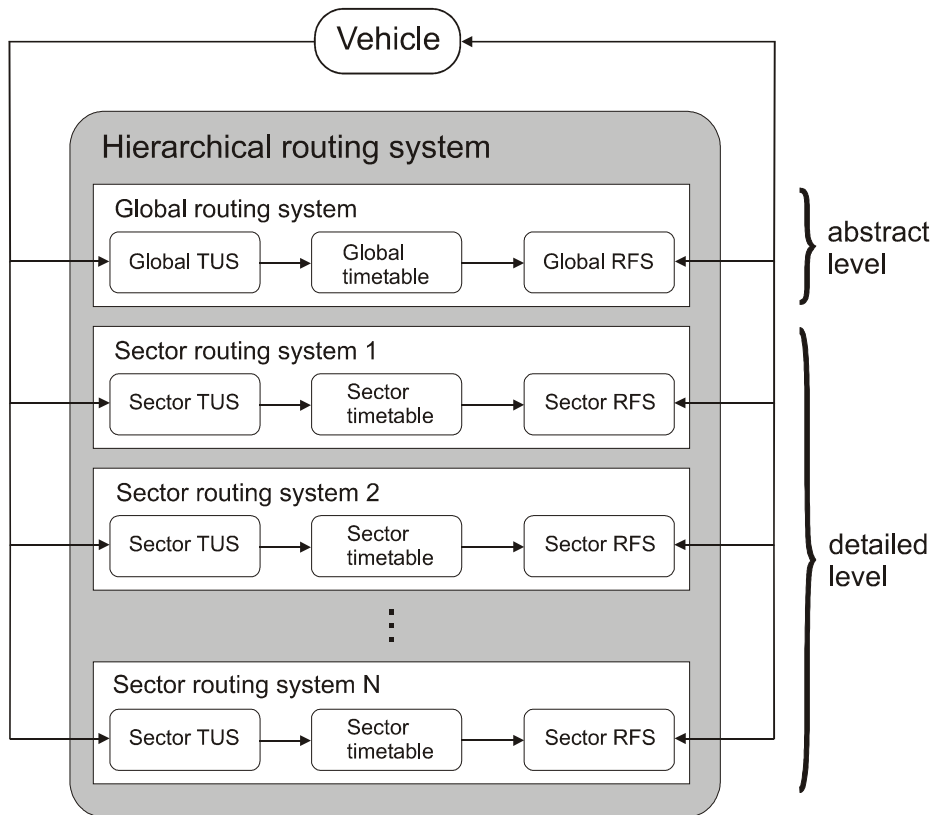 Vehicle
Hierarchical routing system
Global routing system
Global TUS
Global
timetable
Global RFS
abstract
level
Sector routing system 1
Sector TUS
Sector
timetable
Sector RFS
Sector routing system 2
Sector TUS
Sector
timetable
Sector RFS
detailed
level
Sector routing system N
Sector TUS
Sector
timetable
Sector RFS